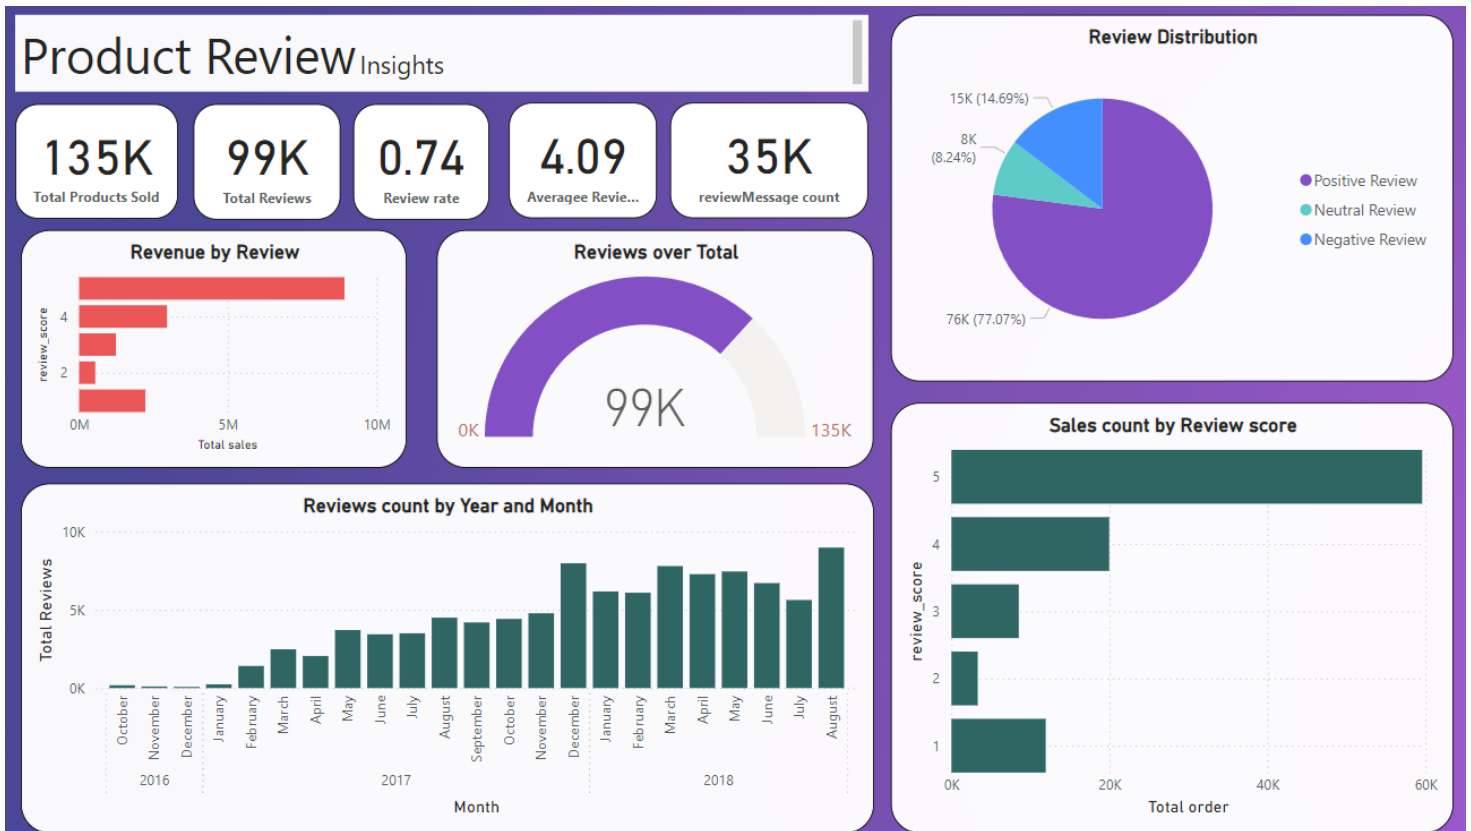 Product Review Insights
135K
Total Products Sold
99K
Total Reviews
0.74
Review rate
4.09
Averagee Revie...
35K
reviewMessage count
Revenue by Review
review_score
4
2
0M 5M 10M
Total sales
Reviews over Total
99K
0K
135K
Review Distribution
15K (14.69%)
8K
(8.24%)
76K (77.07%)
Positive Review
Neutral Review
Negative Review
Reviews count by Year and Month
Total Reviews
10K
5K
0K
October November December January February March April May June July August September October November December January February March April May June July August
2016 2017 2018
Month
Sales count by Review score
review_score
5
4
3
2
1
0K 20K 40K 60K
Total order